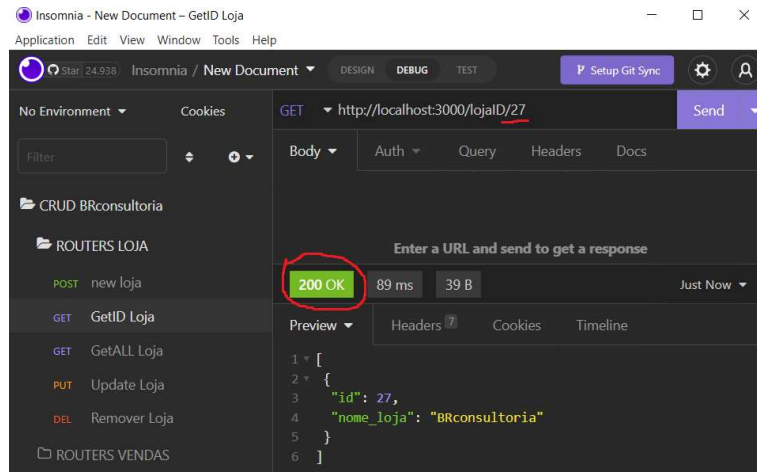 Insomnia - New Document – GetID Loja
Application Edit View Window Tools Help
Star 24.938 Insomnia / New Document DESIGN DEBUG TEST Setup Git Sync
No Environment Cookies GET http://localhost:3000/lojaID/27 Send
Filter Body Auth Query Headers Docs
CRUD BRconsultoria
ROUTERS LOJA Enter a URL and send to get a response
POST new loja 200 OK 89 ms 39 B Just Now
GET GetID Loja Preview Headers 7 Cookies Timeline
GET GetALL Loja 1 [
PUT Update Loja 2 {
3 "id": 27,
DEL Remover Loja 4 "nome_loja": "BRconsultoria"
5 }
ROUTERS VENDAS 6 ]